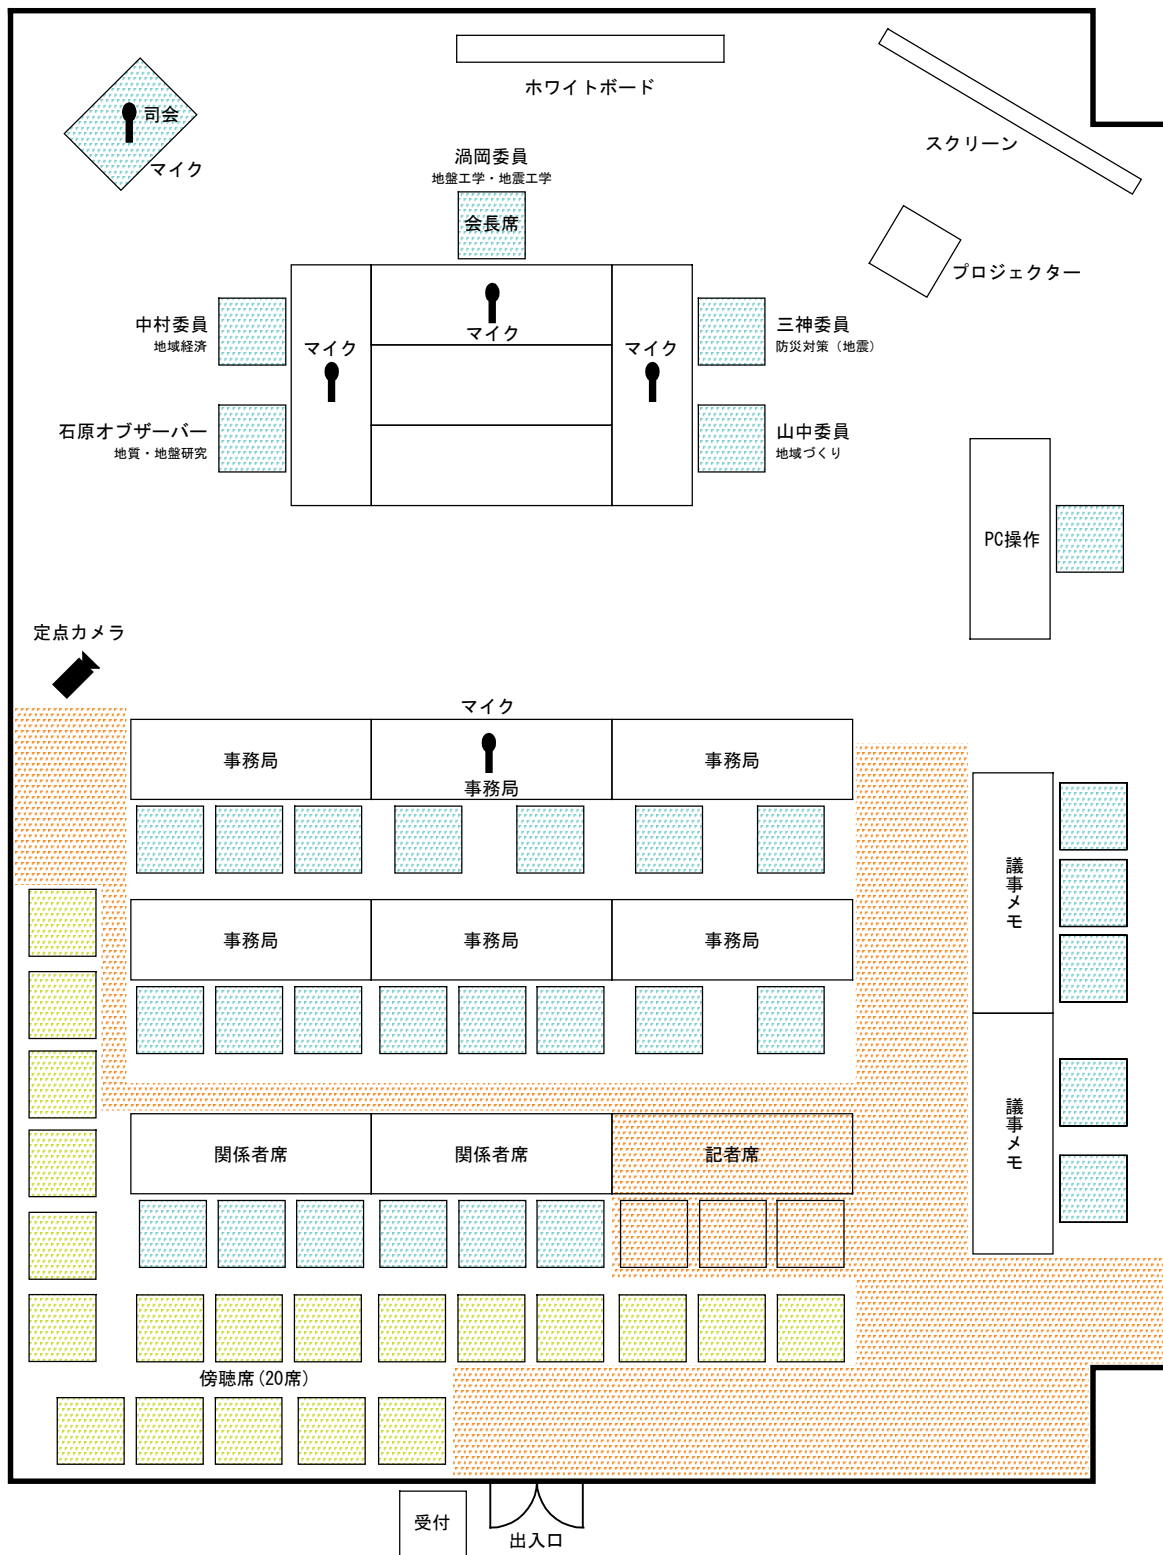 ホワイトボード
司会
マイク
スクリーン
渦岡委員
地盤工学・地震工学
会長席
プロジェクター
中村委員
地域経済
マイク
マイク
マイク
三神委員
防災対策(地震)
石原オブザーバー
地質・地盤研究
山中委員
地域づくり
PC操作
定点カメラ
マイク
事務局
事務局
事務局
議事メモ
事務局
事務局
事務局
議事メモ
関係者席
関係者席
記者席
傍聴席(20席)
受付
出入口